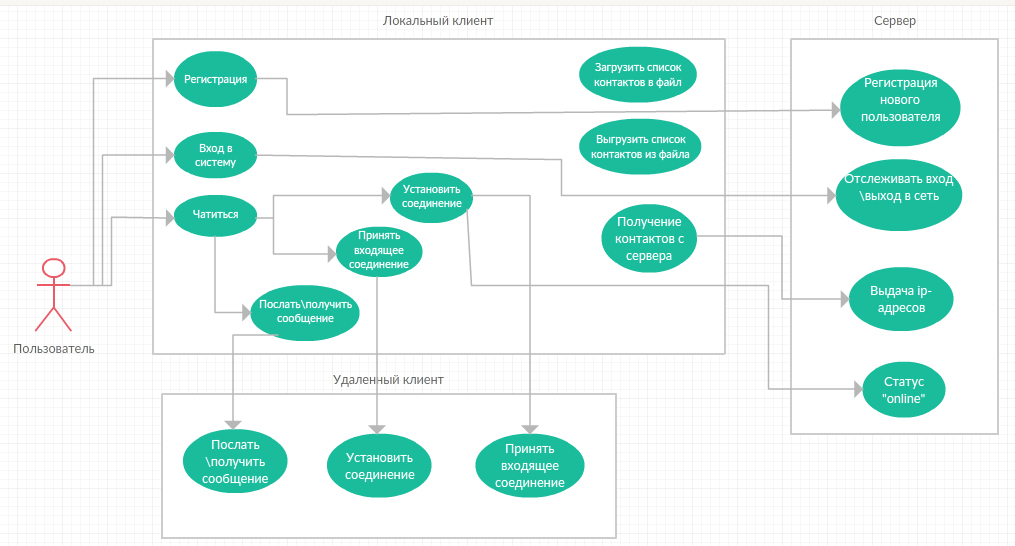 Локальный клиент
Сервер
Регистрация
Загрузить список
контактов в файл
Регистрация
нового
пользователя
Вход в
систему
Выгрузить список
контактов из файла
Отслеживать вход
\выход в сеть
Чатиться
Установить
соединение
Принять
входящее
соединение
Получение
контактов с
сервера
Послать\получить
сообщение
Выдача ip-
адресов
Пользователь
Статус
"online"
Удаленный клиент
Послать
\получить
сообщение
Установить
соединение
Принять
входящее
соединение